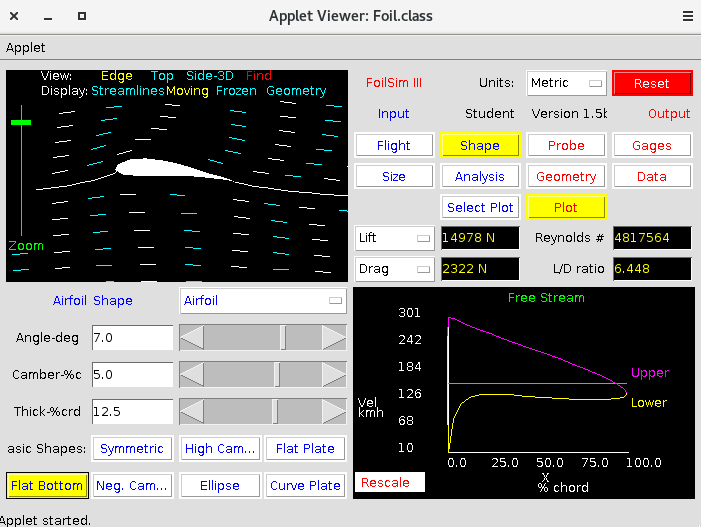 Applet Viewer: Foil.class
Applet
View: Edge Top Side-3D Find
Display: Streamlines Moving Frozen Geometry
Zoom
FoilSim III Units: Metric Reset
Input Student Version 1.5b Output
Flight Shape Probe Gages
Size Analysis Geometry Data
Select Plot Plot
Lift 14978 N Reynolds # 4817564
Drag 2322 N L/D ratio 6.448
Airfoil Shape Airfoil
Angle-deg 7.0
Camber-%c 5.0
Thick-%crd 12.5
asic Shapes: Symmetric High Cam... Flat Plate
Flat Bottom Neg. Cam... Ellipse Curve Plate
Free Stream
301
242
184
126
68
10
Vel
kmh
Upper
Lower
0.0 25.0 50.0 75.0 100.0
X
% chord
Rescale
Applet started.